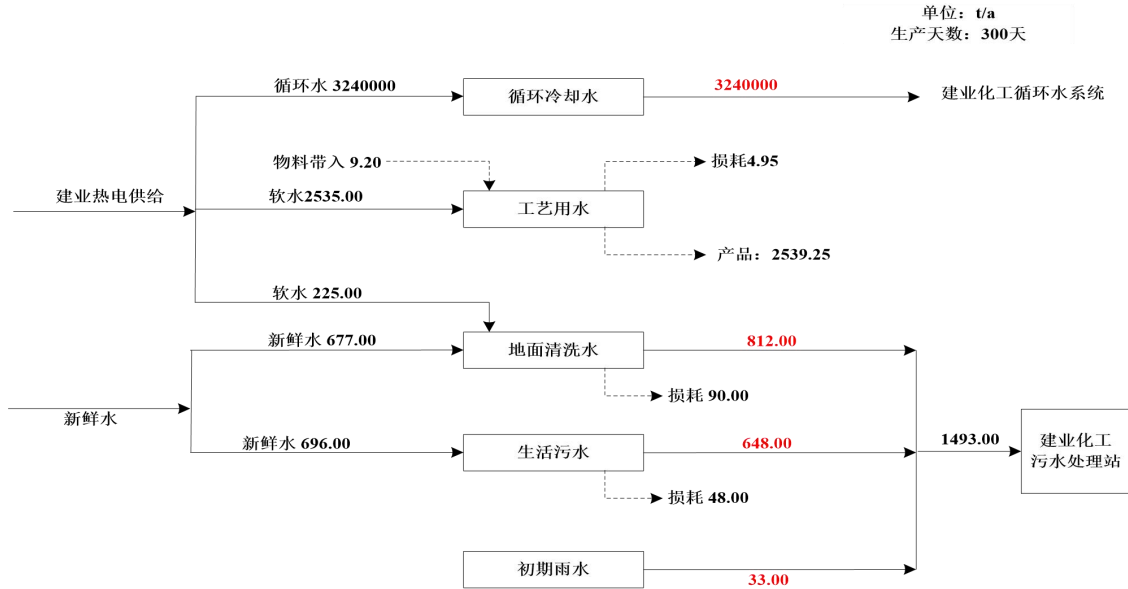 单位：t/a
生产天数：300天
循环水 3240000
循环冷却水
3240000
建业化工循环水系统
物料带入 9.20
损耗4.95
建业热电供给
软水2535.00
工艺用水
产品：2539.25
软水 225.00
新鲜水 677.00
地面清洗水
812.00
损耗 90.00
新鲜水
新鲜水 696.00
生活污水
648.00
1493.00
建业化工
污水处理站
损耗 48.00
初期雨水
33.00